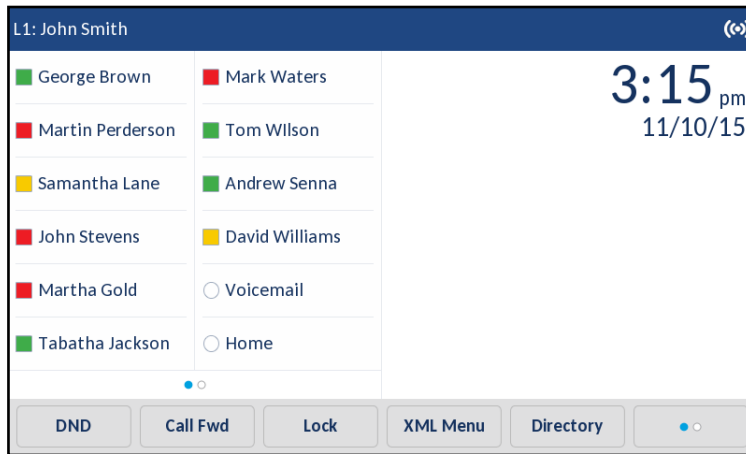 L1: John Smith
3:15 pm
11/10/15
George Brown
Mark Waters
Martin Perderson
Tom WIlson
Samantha Lane
Andrew Senna
John Stevens
David Williams
Martha Gold
Voicemail
Tabatha Jackson
Home
DND
Call Fwd
Lock
XML Menu
Directory